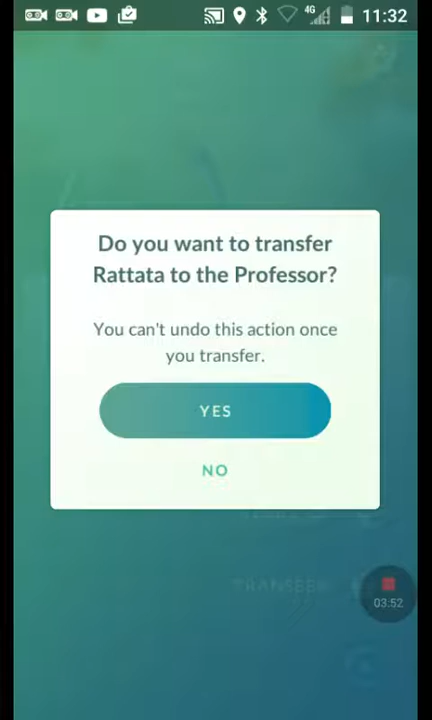 4G 11:32
Do you want to transfer
Rattata to the Professor?
You can't undo this action once
you transfer.
YES
NO
TRANSFER
03:52